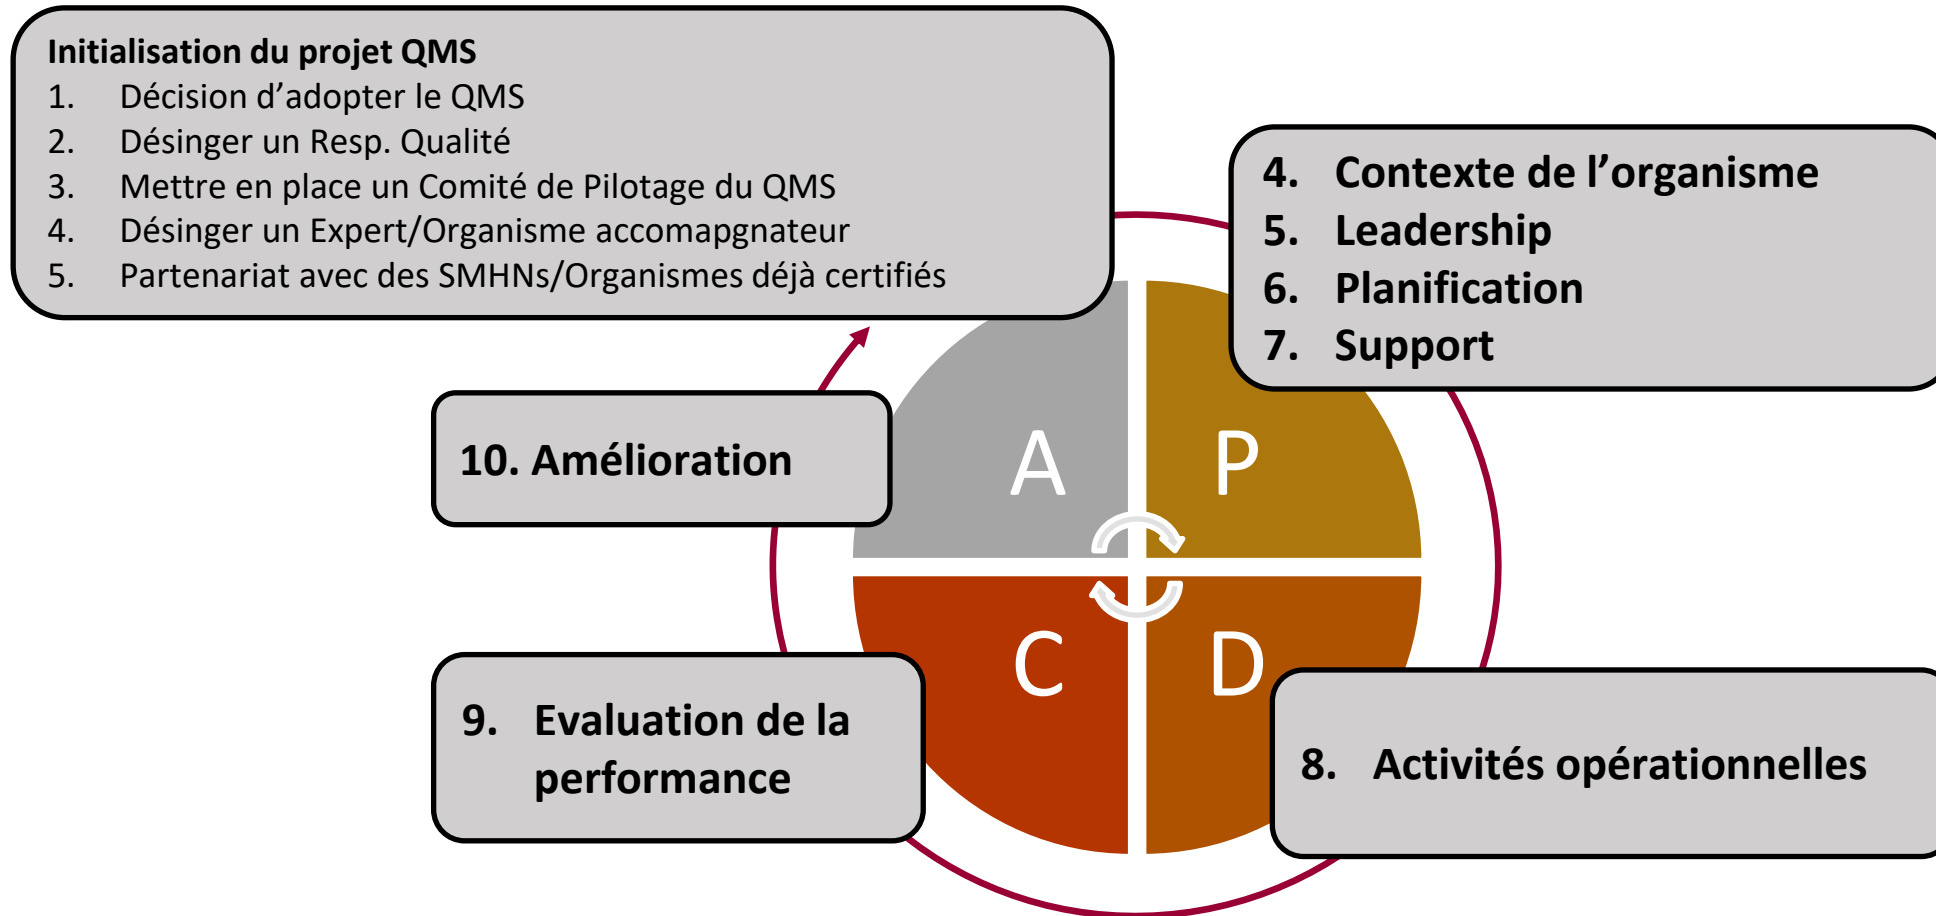 Initialisation du projet QMS
1. Décision d’adopter le QMS
2. Désinger un Resp. Qualité
3. Mettre en place un Comité de Pilotage du QMS
4. Désinger un Expert/Organisme accomapgnateur
5. Partenariat avec des SMHNs/Organismes déjà certifiés
4. Contexte de l’organisme
5. Leadership
6. Planification
7. Support
10. Amélioration
A
P
C
D
9. Evaluation de la
performance
8. Activités opérationnelles